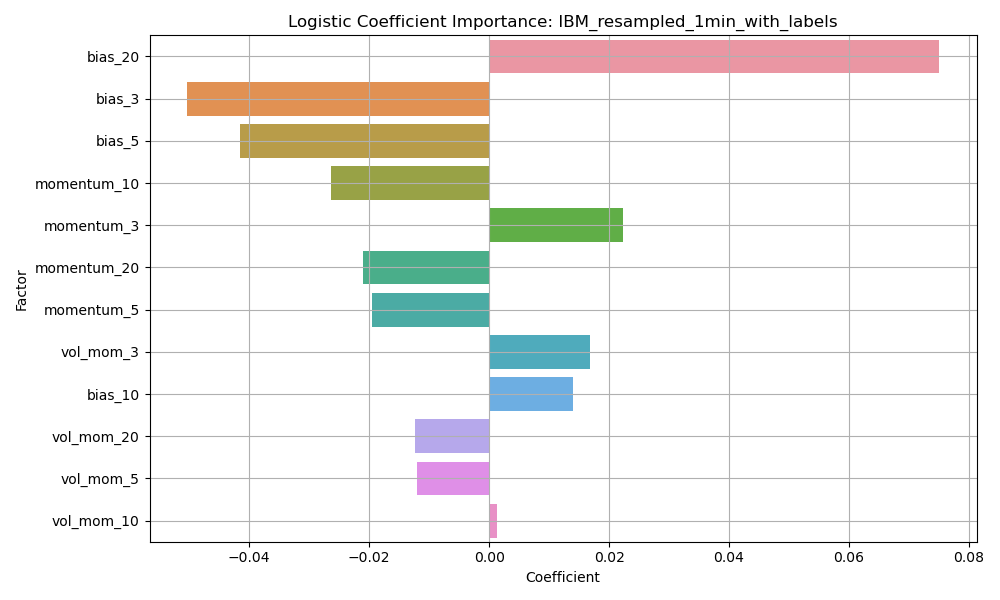 Logistic Coefficient Importance: IBM_resampled_1min_with_labels
Factor
bias_20
bias_3
bias_5
momentum_10
momentum_3
momentum_20
momentum_5
vol_mom_3
bias_10
vol_mom_20
vol_mom_5
vol_mom_10
−0.04 −0.02 0.00 0.02 0.04 0.06 0.08
Coefficient